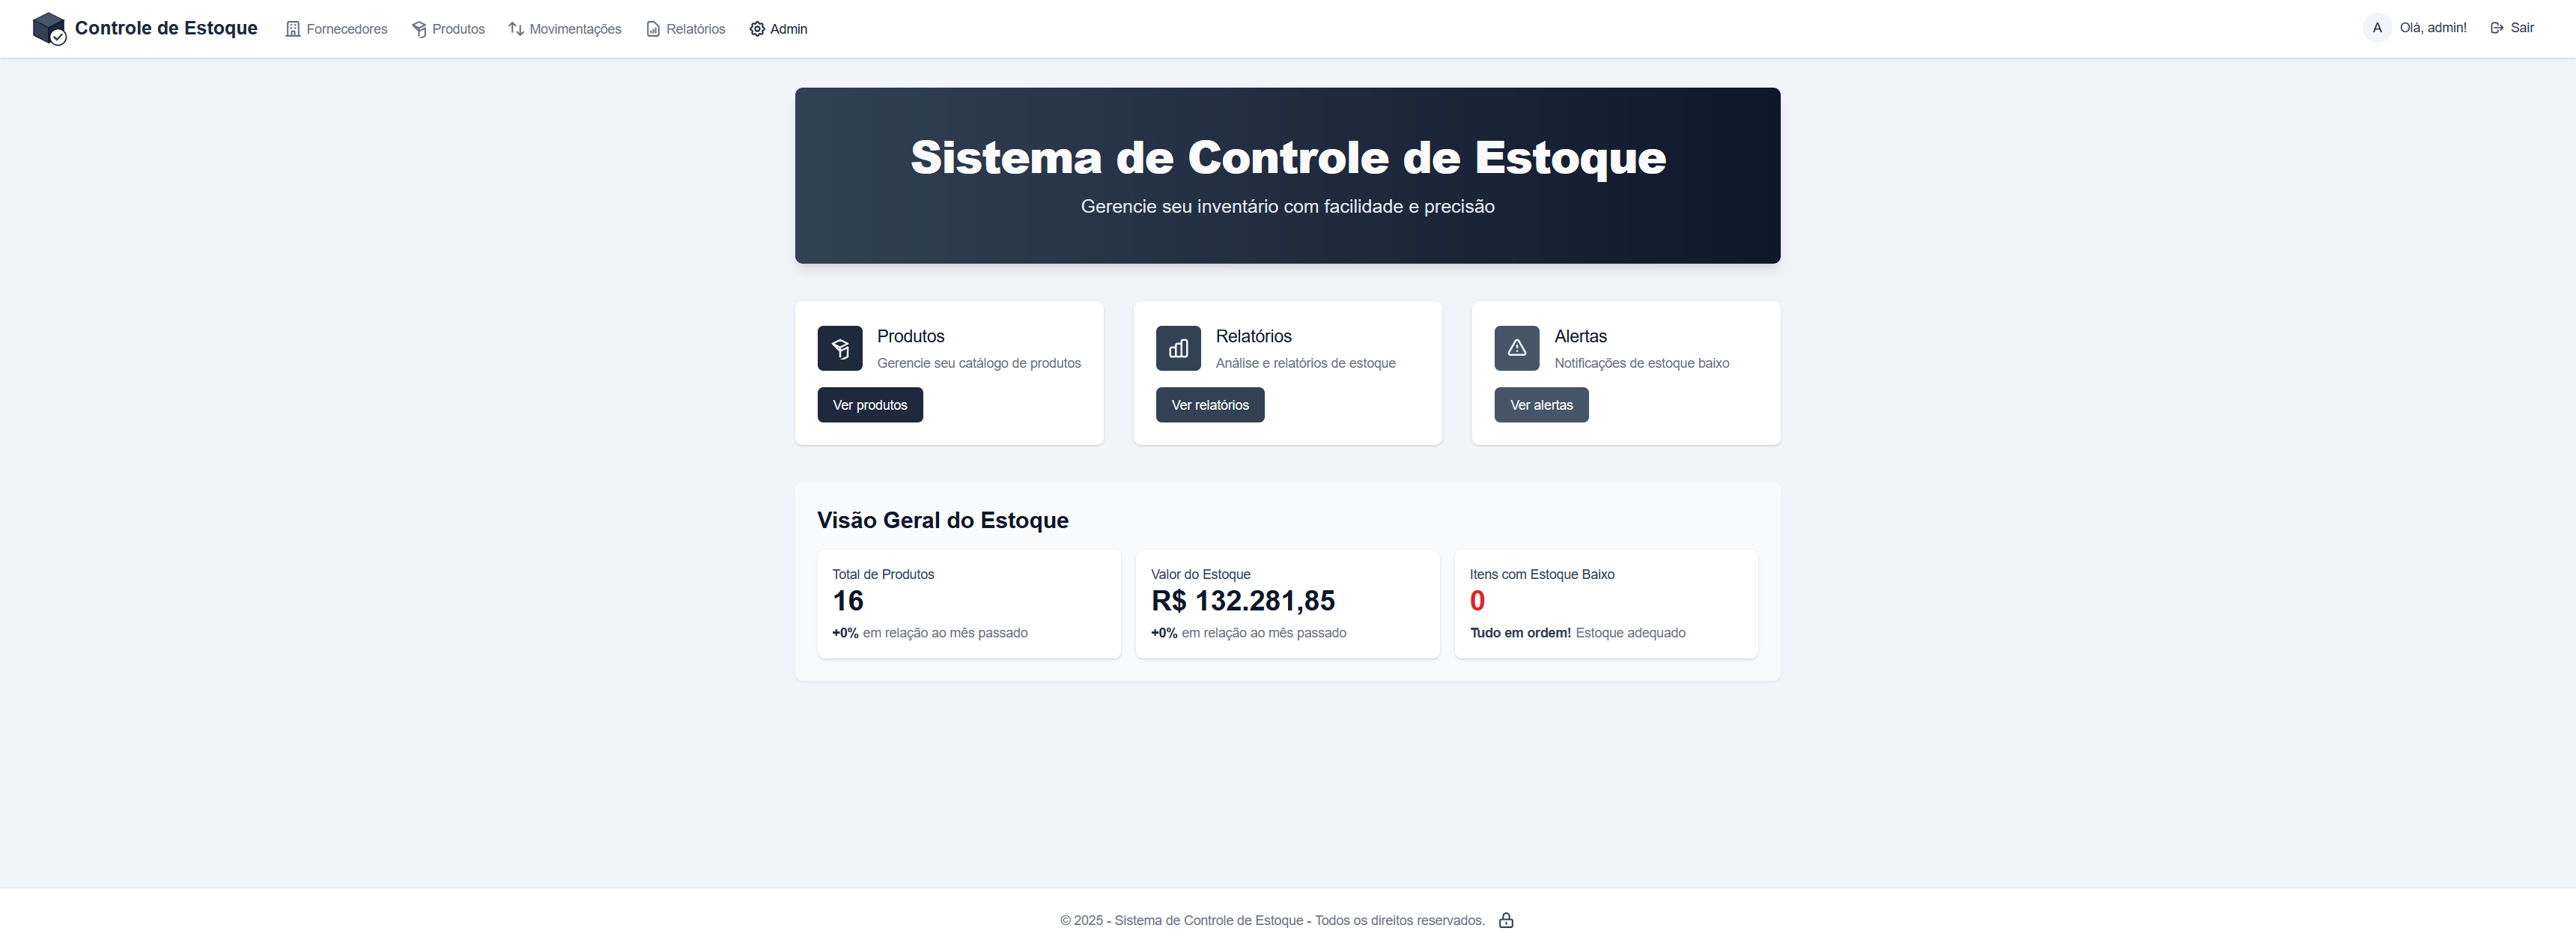 Controle de Estoque Fornecedores Produtos Movimentações Relatórios Admin A Olá, admin! Sair
Sistema de Controle de Estoque
Gerencie seu inventário com facilidade e precisão
Produtos
Gerencie seu catálogo de produtos
Ver produtos
Relatórios
Análise e relatórios de estoque
Ver relatórios
Alertas
Notificações de estoque baixo
Ver alertas
Visão Geral do Estoque
Total de Produtos
16
+0% em relação ao mês passado
Valor do Estoque
R$ 132.281,85
+0% em relação ao mês passado
Itens com Estoque Baixo
0
Tudo em ordem! Estoque adequado
© 2025 - Sistema de Controle de Estoque - Todos os direitos reservados.